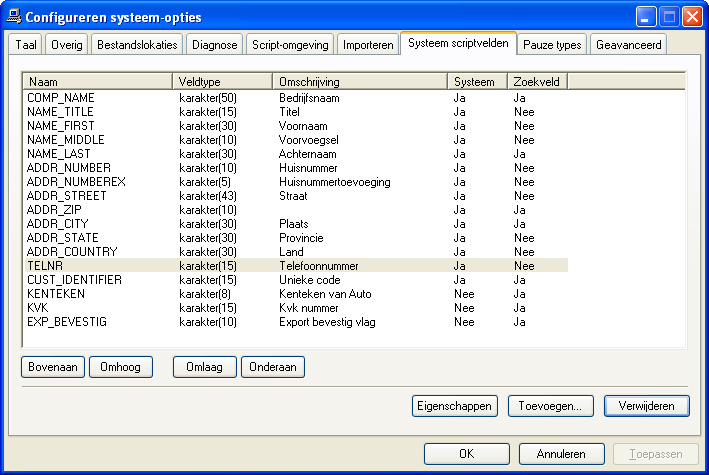 Configureren systeem-opties
Taal Overig Bestandslokaties Diagnose Script-omgeving Importeren Systeem scriptvelden Pauze types Geavanceerd
Naam Veldtype Omschrijving Systeem Zoekveld
COMP_NAME karakter(50) Bedrijfsnaam Ja Ja
NAME_TITLE karakter(15) Titel Ja Nee
NAME_FIRST karakter(30) Voornaam Ja Nee
NAME_MIDDLE karakter(10) Voorvoegsel Ja Nee
NAME_LAST karakter(30) Achternaam Ja Ja
ADDR_NUMBER karakter(10) Huisnummer Ja Nee
ADDR_NUMBEREX karakter(5) Huisnummertoevoeging Ja Nee
ADDR_STREET karakter(43) Straat Ja Nee
ADDR_ZIP karakter(10) Ja Ja
ADDR_CITY karakter(30) Plaats Ja Ja
ADDR_STATE karakter(30) Provincie Ja Nee
ADDR_COUNTRY karakter(30) Land Ja Nee
TELNR karakter(15) Telefoonnummer Ja Nee
CUST_IDENTIFIER karakter(15) Unieke code Ja Ja
KENTEKEN karakter(8) Kenteken van Auto Nee Ja
KVK karakter(15) Kvk nummer Nee Ja
EXP_BEVESTIG karakter(10) Export bevestig vlag Nee Ja
Bovenaan Omhoog Omlaag Onderaan
Eigenschappen Toevoegen... Verwijderen
OK Annuleren Toepassen